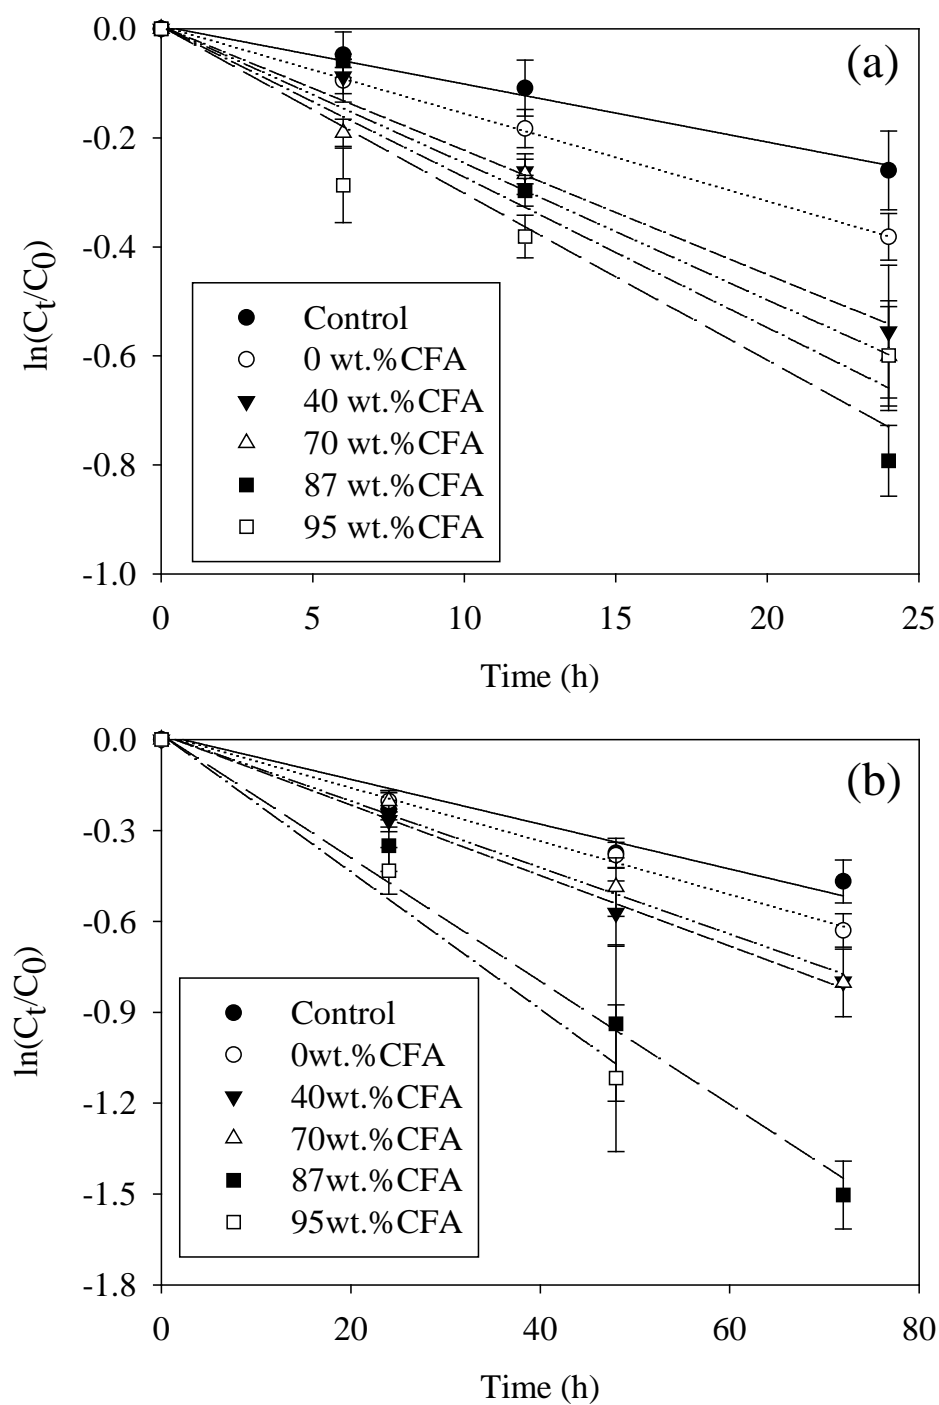 (a)
0.0
-0.2
-0.4
-0.6
-0.8
-1.0
ln(Ct/C0)
Control
0 wt.%CFA
40 wt.%CFA
70 wt.%CFA
87 wt.%CFA
95 wt.%CFA
0 5 10 15 20 25
Time (h)
(b)
0.0
-0.3
-0.6
-0.9
-1.2
-1.5
-1.8
ln(Ct/C0)
Control
0wt.%CFA
40wt.%CFA
70wt.%CFA
87wt.%CFA
95wt.%CFA
0 20 40 60 80
Time (h)